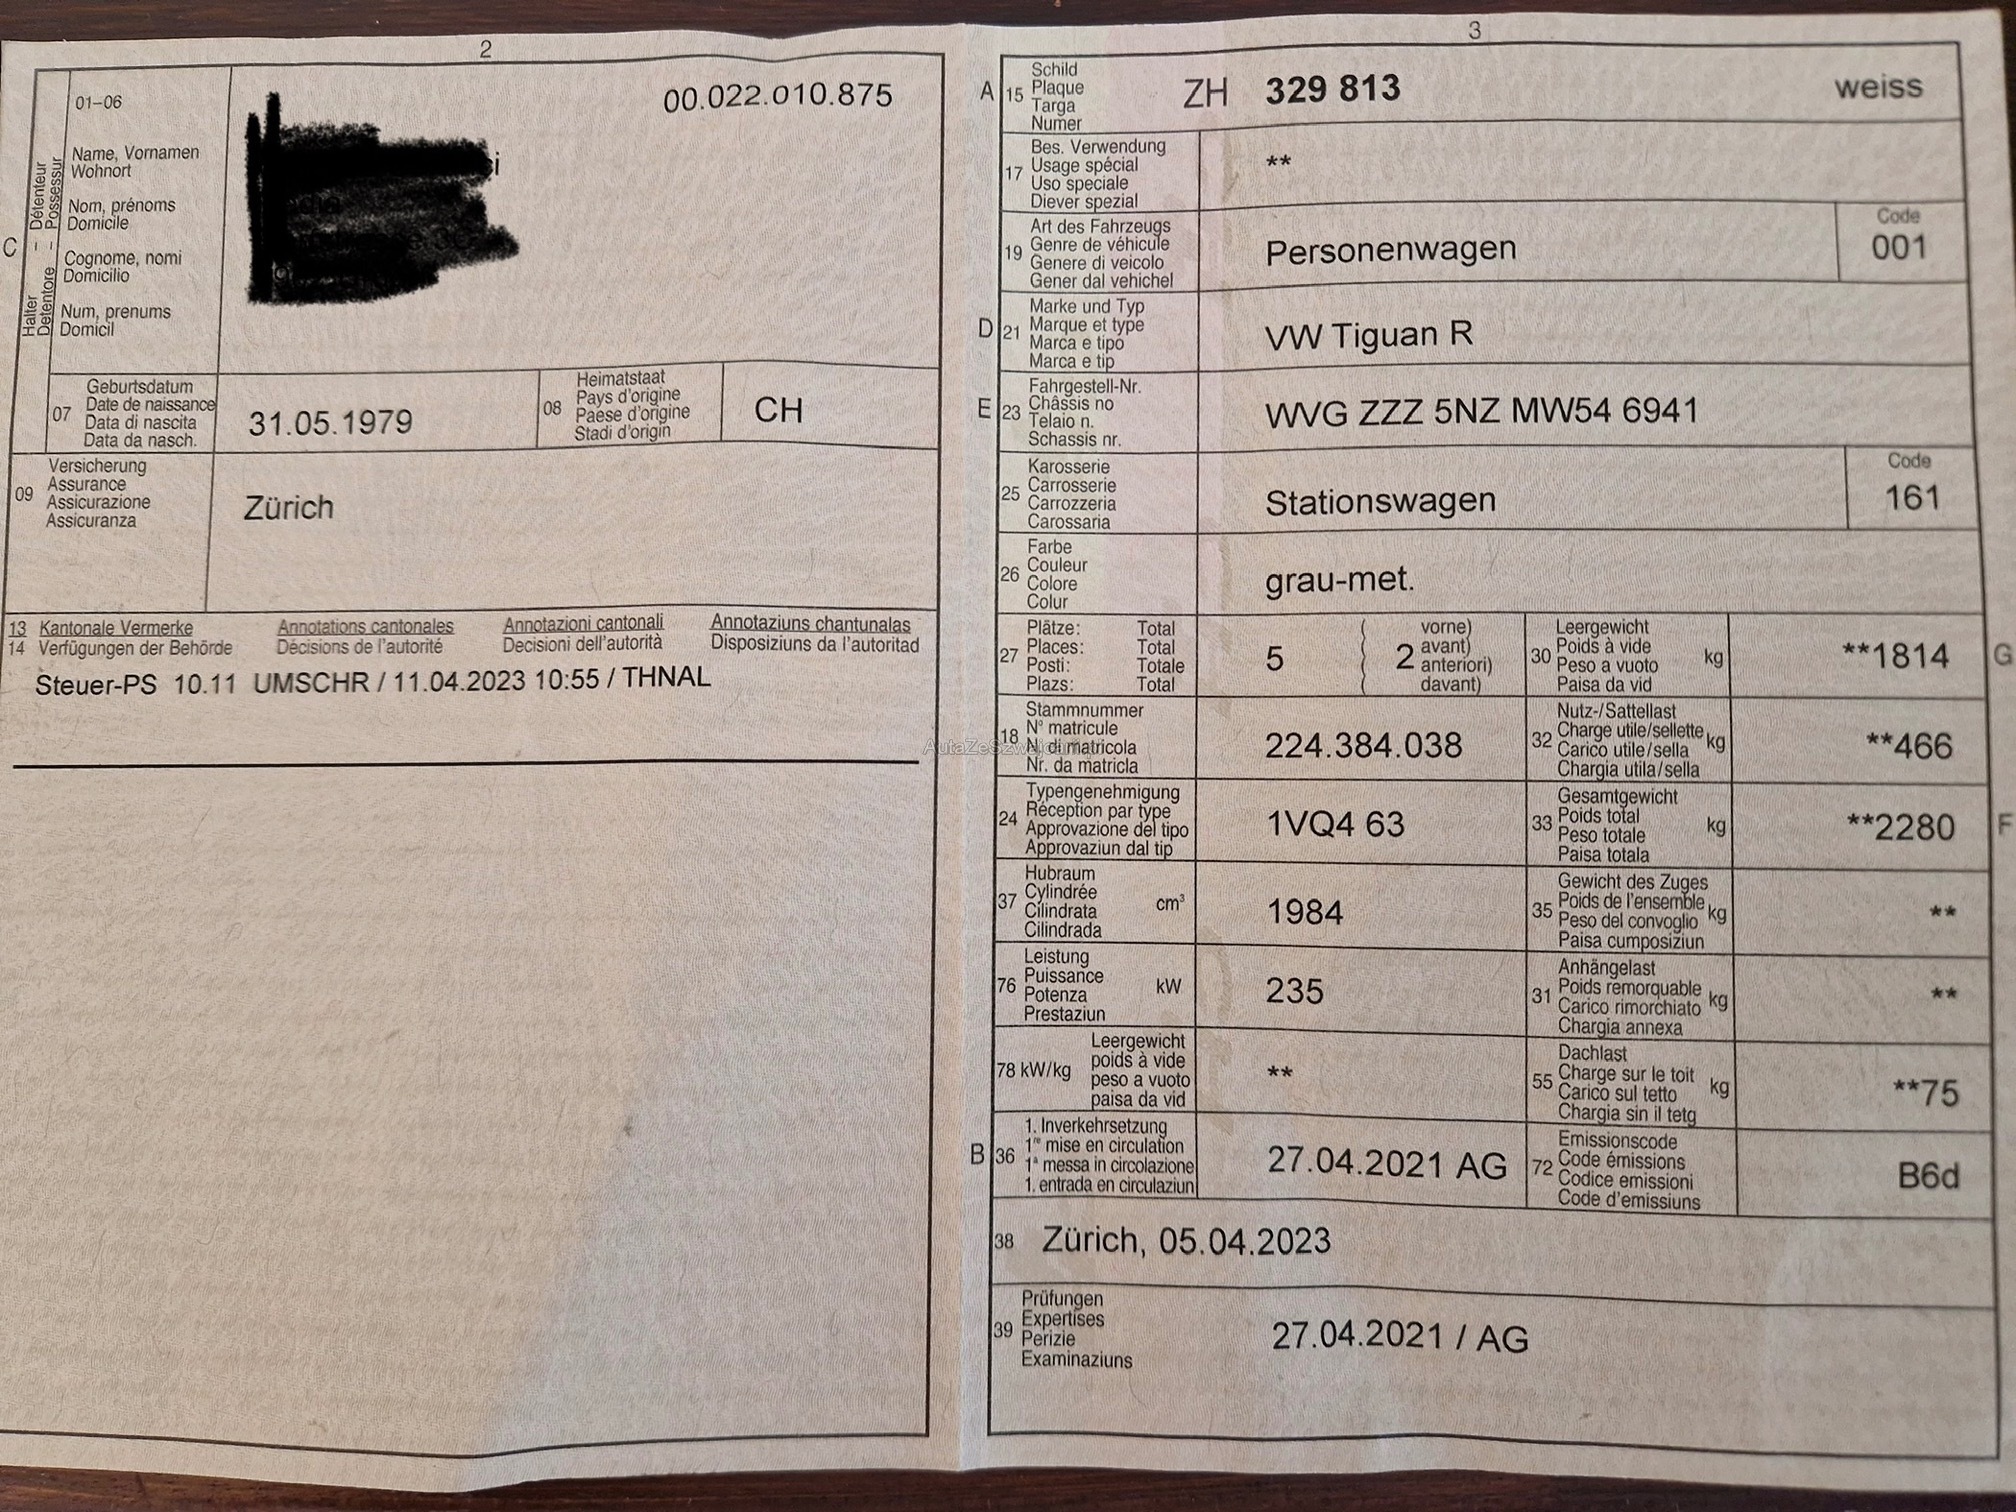 2
01–06
00.022.010.875
C
Halter - Détenteur
Detentore - Possessur
Name, Vornamen
Wohnort
Nom, prénoms
Domicile
Cognome, nomi
Domicilio
Num, prenums
Domicil
07
Geburtsdatum
Date de naissance
Data di nascita
Data da nasch.
31.05.1979
08
Heimatstaat
Pays d'origine
Paese d'origine
Stadi d'origin
CH
09
Versicherung
Assurance
Assicurazione
Assicuranza
Zürich
13 Kantonale Vermerke Annotations cantonales Annotazioni cantonali Annotaziuns chantunalas
14 Verfügungen der Behörde Décisions de l'autorité Decisioni dell'autorità Disposiziuns da l'autoritad
Steuer-PS 10.11 UMSCHR / 11.04.2023 10:55 / THNAL
3
A 15
Schild
Plaque
Targa
Numer
ZH 329 813 weiss
17
Bes. Verwendung
Usage spécial
Uso speciale
Diever spezial
**
19
Art des Fahrzeugs
Genre de véhicule
Genere di veicolo
Gener dal vehichel
Personenwagen
Code
001
D 21
Marke und Typ
Marque et type
Marca e tipo
Marca e tip
VW Tiguan R
E 23
Fahrgestell-Nr.
Châssis no
Telaio n.
Schassis nr.
WVG ZZZ 5NZ MW54 6941
25
Karosserie
Carrosserie
Carrozzeria
Carossaria
Stationswagen
Code
161
26
Farbe
Couleur
Colore
Colur
grau-met.
27
Plätze: Total
Places: Total
Posti: Totale
Plazs: Total
5
( vorne)
( 2 avant)
( anteriori)
( davant)
30
Leergewicht
Poids à vide
Peso a vuoto
Paisa da vid
kg
**1814
G
18
Stammnummer
N° matricule
N. di matricola
Nr. da matricla
224.384.038
32
Nutz-/Sattellast
Charge utile/sellette
Carico utile/sella
Chargia utila/sella
kg
**466
24
Typengenehmigung
Réception par type
Approvazione del tipo
Approvaziun dal tip
1VQ4 63
33
Gesamtgewicht
Poids total
Peso totale
Paisa totala
kg
**2280
F
37
Hubraum
Cylindrée
Cilindrata
Cilindrada
cm³
1984
35
Gewicht des Zuges
Poids de l'ensemble
Peso del convoglio
Paisa cumposiziun
kg
**
76
Leistung
Puissance
Potenza
Prestaziun
kW
235
31
Anhängelast
Poids remorquable
Carico rimorchiato
Chargia annexa
kg
**
78 kW/kg
Leergewicht
poids à vide
peso a vuoto
paisa da vid
**
55
Dachlast
Charge sur le toit
Carico sul tetto
Chargia sin il tetg
kg
**75
B 36
1. Inverkehrsetzung
1re mise en circulation
1a messa in circolazione
1. entrada en circulaziun
27.04.2021 AG
72
Emissionscode
Code émissions
Codice emissioni
Code d'emissiuns
B6d
38 Zürich, 05.04.2023
39
Prüfungen
Expertises
Perizie
Examinaziuns
27.04.2021 / AG